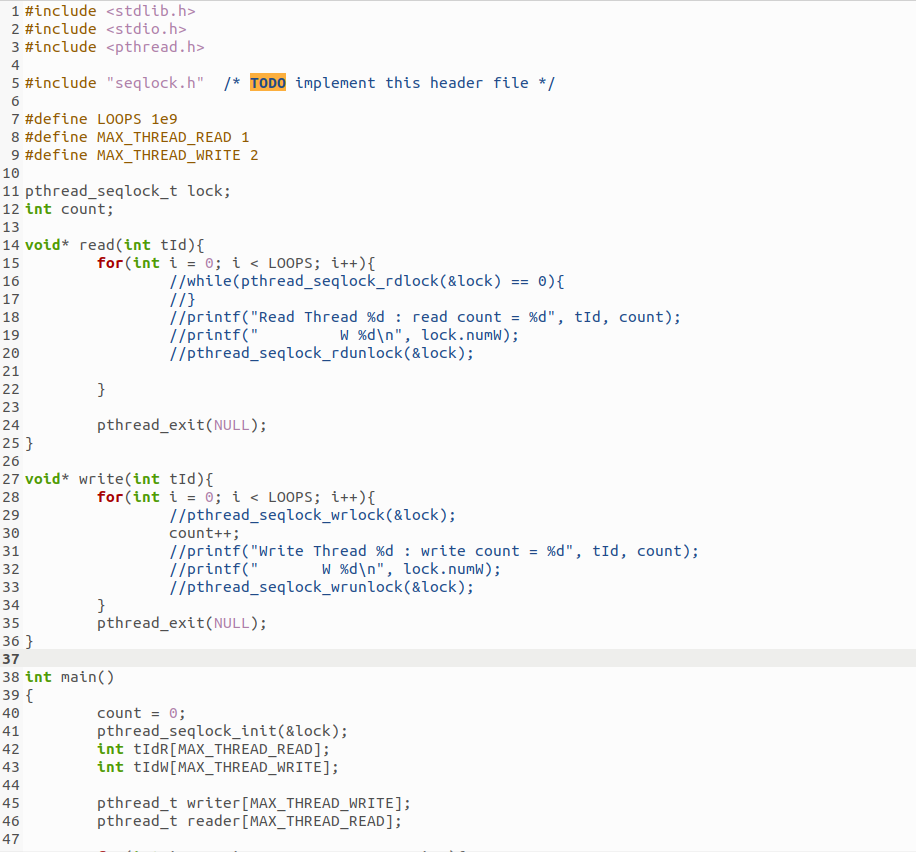 1 #include <stdlib.h>
2 #include <stdio.h>
3 #include <pthread.h>
4
5 #include "seqlock.h"  /* TODO implement this header file */
6
7 #define LOOPS 1e9
8 #define MAX_THREAD_READ 1
9 #define MAX_THREAD_WRITE 2
10
11 pthread_seqlock_t lock;
12 int count;
13
14 void* read(int tId){
15         for(int i = 0; i < LOOPS; i++){
16                 //while(pthread_seqlock_rdlock(&lock) == 0){
17                 //}
18                 //printf("Read Thread %d : read count = %d", tId, count);
19                 //printf("         W %d\n", lock.numW);
20                 //pthread_seqlock_rdunlock(&lock);
21
22         }
23
24         pthread_exit(NULL);
25 }
26
27 void* write(int tId){
28         for(int i = 0; i < LOOPS; i++){
29                 //pthread_seqlock_wrlock(&lock);
30                 count++;
31                 //printf("Write Thread %d : write count = %d", tId, count);
32                 //printf("       W %d\n", lock.numW);
33                 //pthread_seqlock_wrunlock(&lock);
34         }
35         pthread_exit(NULL);
36 }
37
38 int main()
39 {
40         count = 0;
41         pthread_seqlock_init(&lock);
42         int tIdR[MAX_THREAD_READ];
43         int tIdW[MAX_THREAD_WRITE];
44
45         pthread_t writer[MAX_THREAD_WRITE];
46         pthread_t reader[MAX_THREAD_READ];
47